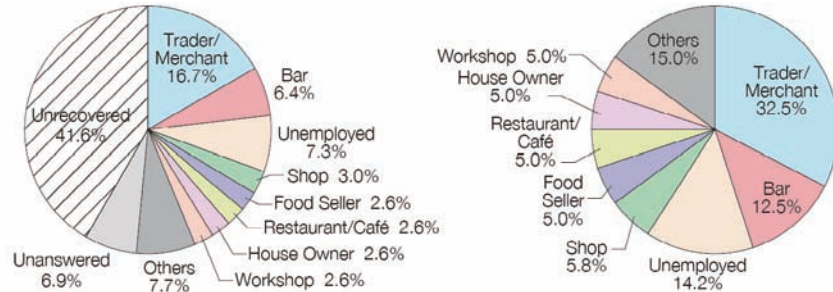 Trader/
Merchant
16.7%
Bar
6.4%
Unemployed
7.3%
Shop 3.0%
Food Seller 2.6%
Restaurant/Café 2.6%
House Owner 2.6%
Workshop 2.6%
Others
7.7%
Unanswered
6.9%
Unrecovered
41.6%
Trader/
Merchant
32.5%
Bar
12.5%
Unemployed
14.2%
Shop
5.8%
Food
Seller
5.0%
Restaurant/
Café
5.0%
House Owner
5.0%
Workshop 5.0%
Others
15.0%